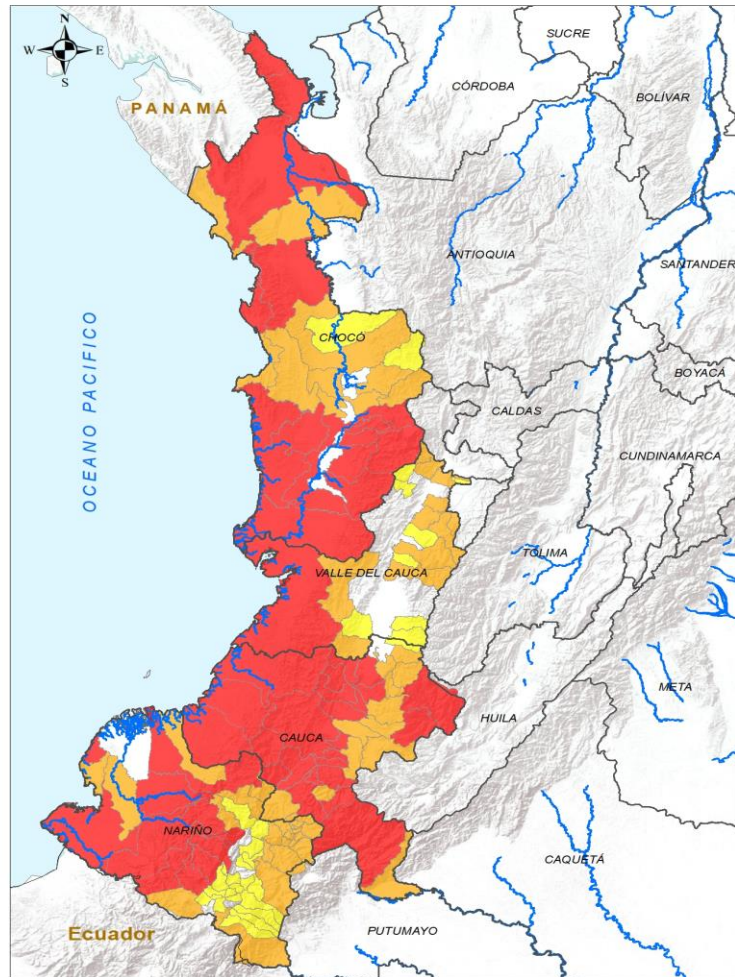 N
W E
S
PANAMÁ
SUCRE
CÓRDOBA
BOLÍVAR
ANTIOQUIA
SANTANDER
CHOCÓ
BOYACÁ
CALDAS
CUNDINAMARCA
OCEANO PACIFICO
TOLIMA
VALLE DEL CAUCA
META
HUILA
CAUCA
NARIÑO
CAQUETÁ
Ecuador
PUTUMAYO